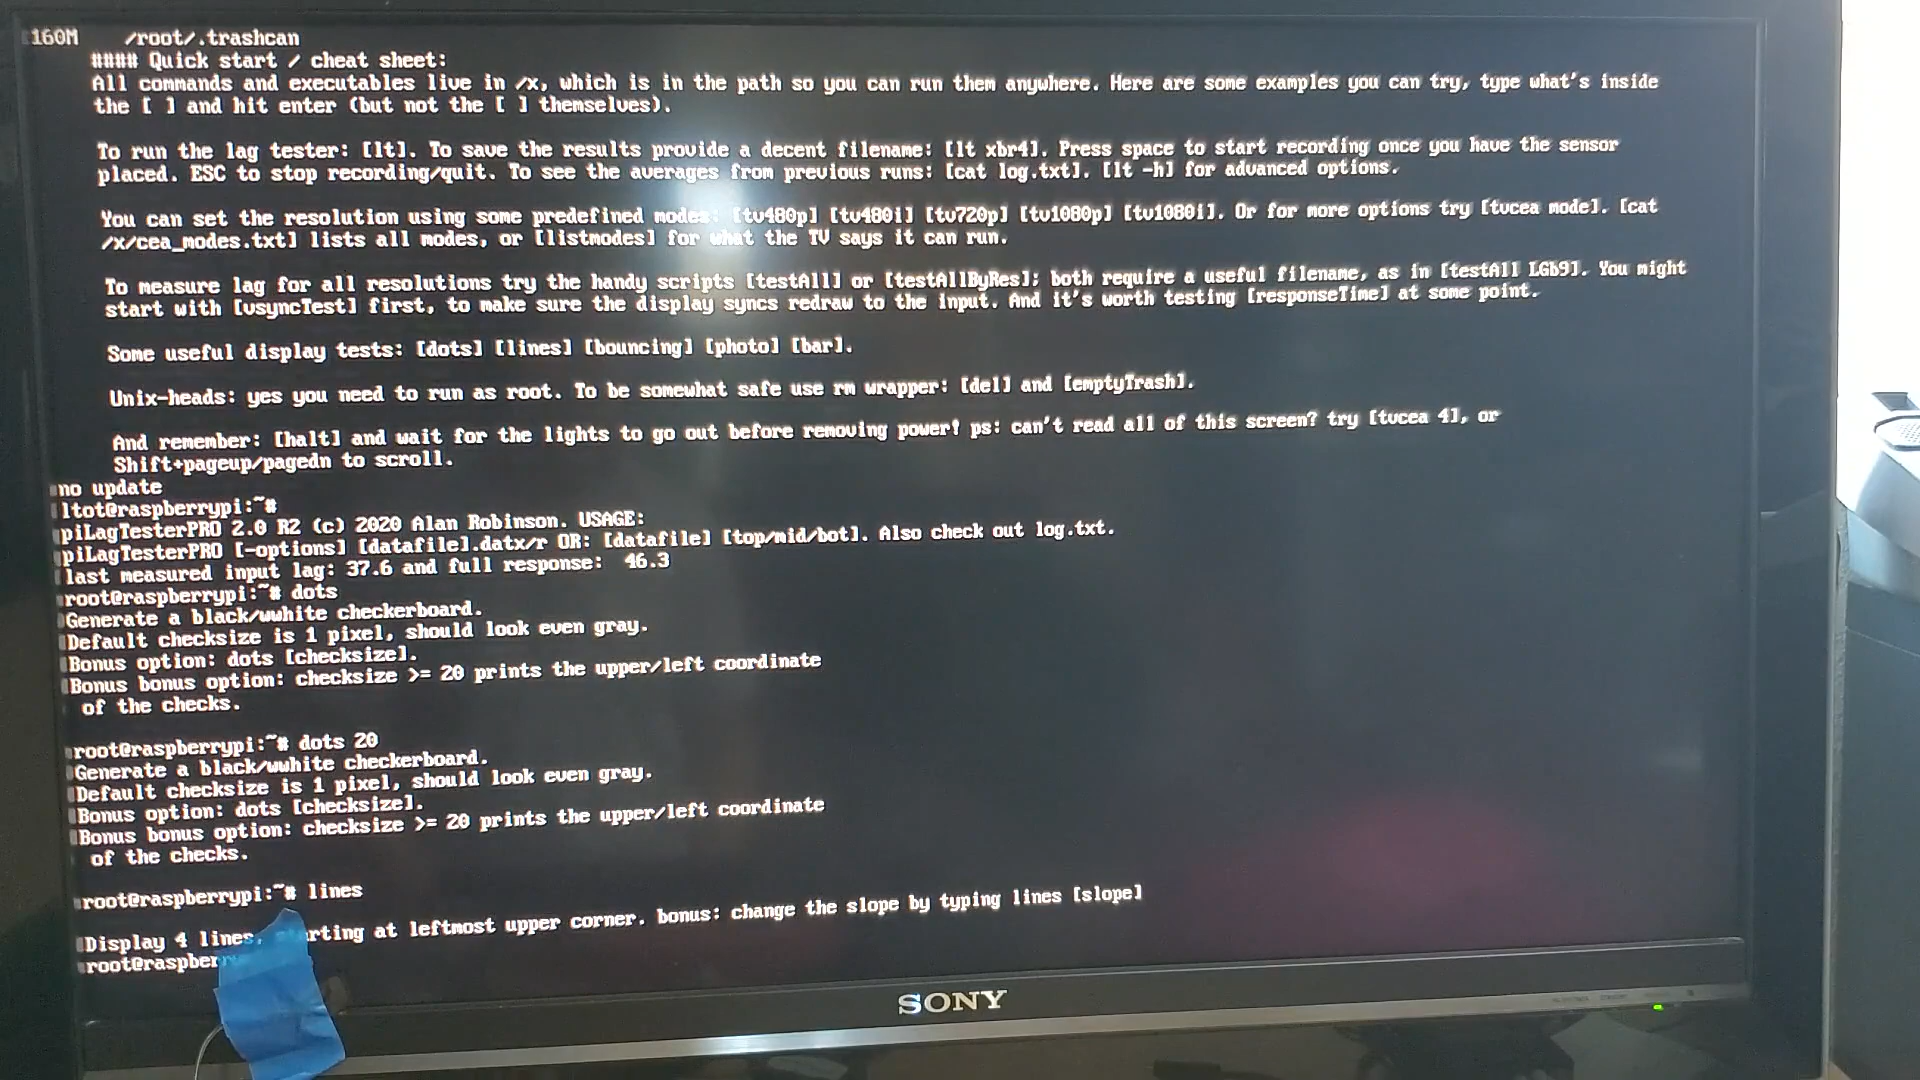 160M /root/.trashcan
#### Quick start / cheat sheet:
All commands and executables live in /x, which is in the path so you can run them anywhere. Here are some examples you can try, type what's inside
the [ ] and hit enter (but not the [ ] themselves).
To run the lag tester: [lt]. To save the results provide a decent filename: [lt xbr4]. Press space to start recording once you have the sensor
placed. ESC to stop recording/quit. To see the averages from previous runs: [cat log.txt]. [lt -h] for advanced options.
You can set the resolution using some predefined modes: [tv480p] [tv480i] [tv720p] [tv1080p] [tv1080i]. Or for more options try [tvcea mode]. [cat
/x/cea_modes.txt] lists all modes, or [listmodes] for what the TV says it can run.
To measure lag for all resolutions try the handy scripts [testAll] or [testAllByRes]; both require a useful filename, as in [testAll LGb9]. You might
start with [vsyncTest] first, to make sure the display syncs redraw to the input. And it's worth testing [responseTime] at some point.
Some useful display tests: [dots] [lines] [bouncing] [photo] [bar].
Unix-heads: yes you need to run as root. To be somewhat safe use rm wrapper: [del] and [emptyTrash].
And remember: [halt] and wait for the lights to go out before removing power! ps: can't read all of this screen? try [tvcea 4], or
Shift+pageup/pagedn to scroll.
no update
ltot@raspberrypi:~#
piLagTesterPRO 2.0 R2 (c) 2020 Alan Robinson. USAGE:
piLagTesterPRO [-options] [datafile].datx/r OR: [datafile] [top/mid/bot]. Also check out log.txt.
last measured input lag: 37.6 and full response: 46.3
root@raspberrypi:~# dots
Generate a black/wwhite checkerboard.
Default checksize is 1 pixel, should look even gray.
Bonus option: dots [checksize].
Bonus bonus option: checksize >= 20 prints the upper/left coordinate
of the checks.
root@raspberrypi:~# dots 20
Generate a black/wwhite checkerboard.
Default checksize is 1 pixel, should look even gray.
Bonus option: dots [checksize].
Bonus bonus option: checksize >= 20 prints the upper/left coordinate
of the checks.
root@raspberrypi:~# lines
Display 4 lines, arting at leftmost upper corner. bonus: change the slope by typing lines [slope]
root@raspber
SONY